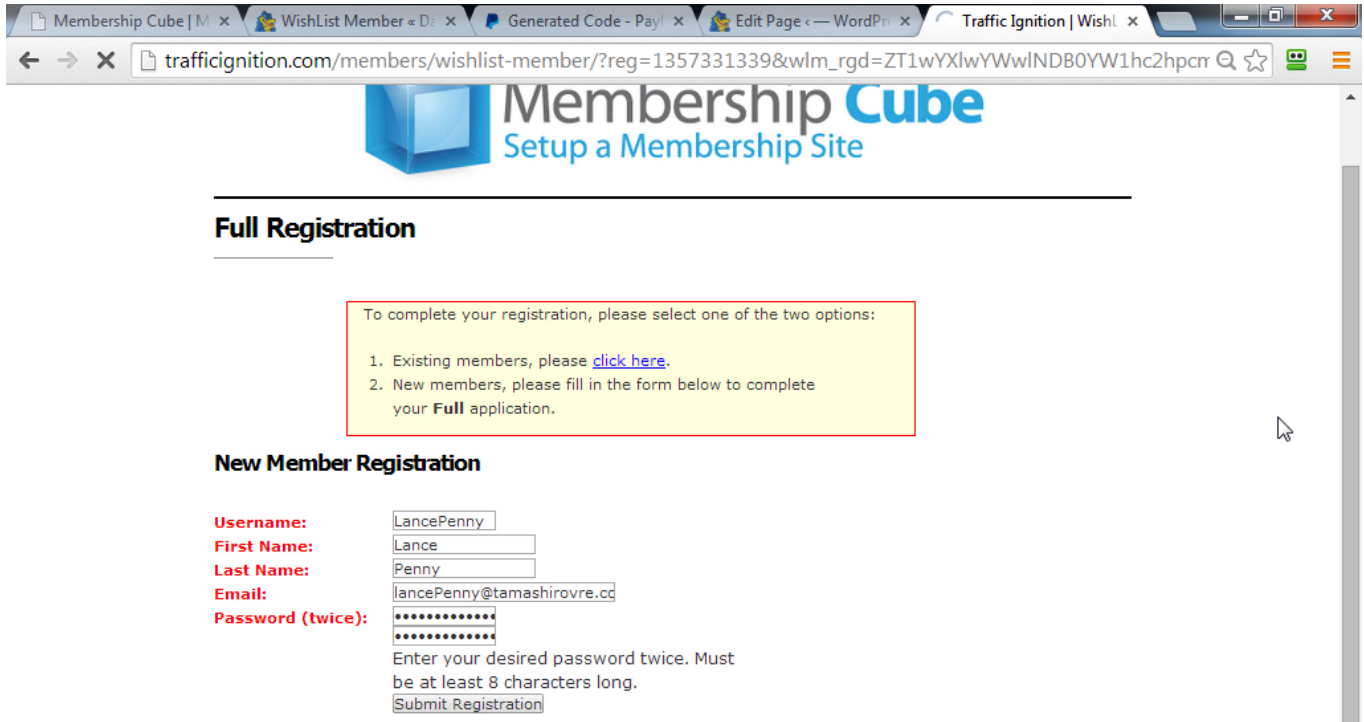 Membership Cube | M
WishList Member « Da
Generated Code - Payl
Edit Page ‹ — WordPr
Traffic Ignition | WishL
trafficignition.com/members/wishlist-member/?reg=1357331339&wlm_rgd=ZT1wYXlwYWwlNDB0YW1hc2hpcm
Membership Cube
Setup a Membership Site
Full Registration
To complete your registration, please select one of the two options:
1. Existing members, please click here.
2. New members, please fill in the form below to complete
your Full application.
New Member Registration
Username: LancePenny
First Name: Lance
Last Name: Penny
Email: lancePenny@tamashirovre.co
Password (twice):
Enter your desired password twice. Must
be at least 8 characters long.
Submit Registration